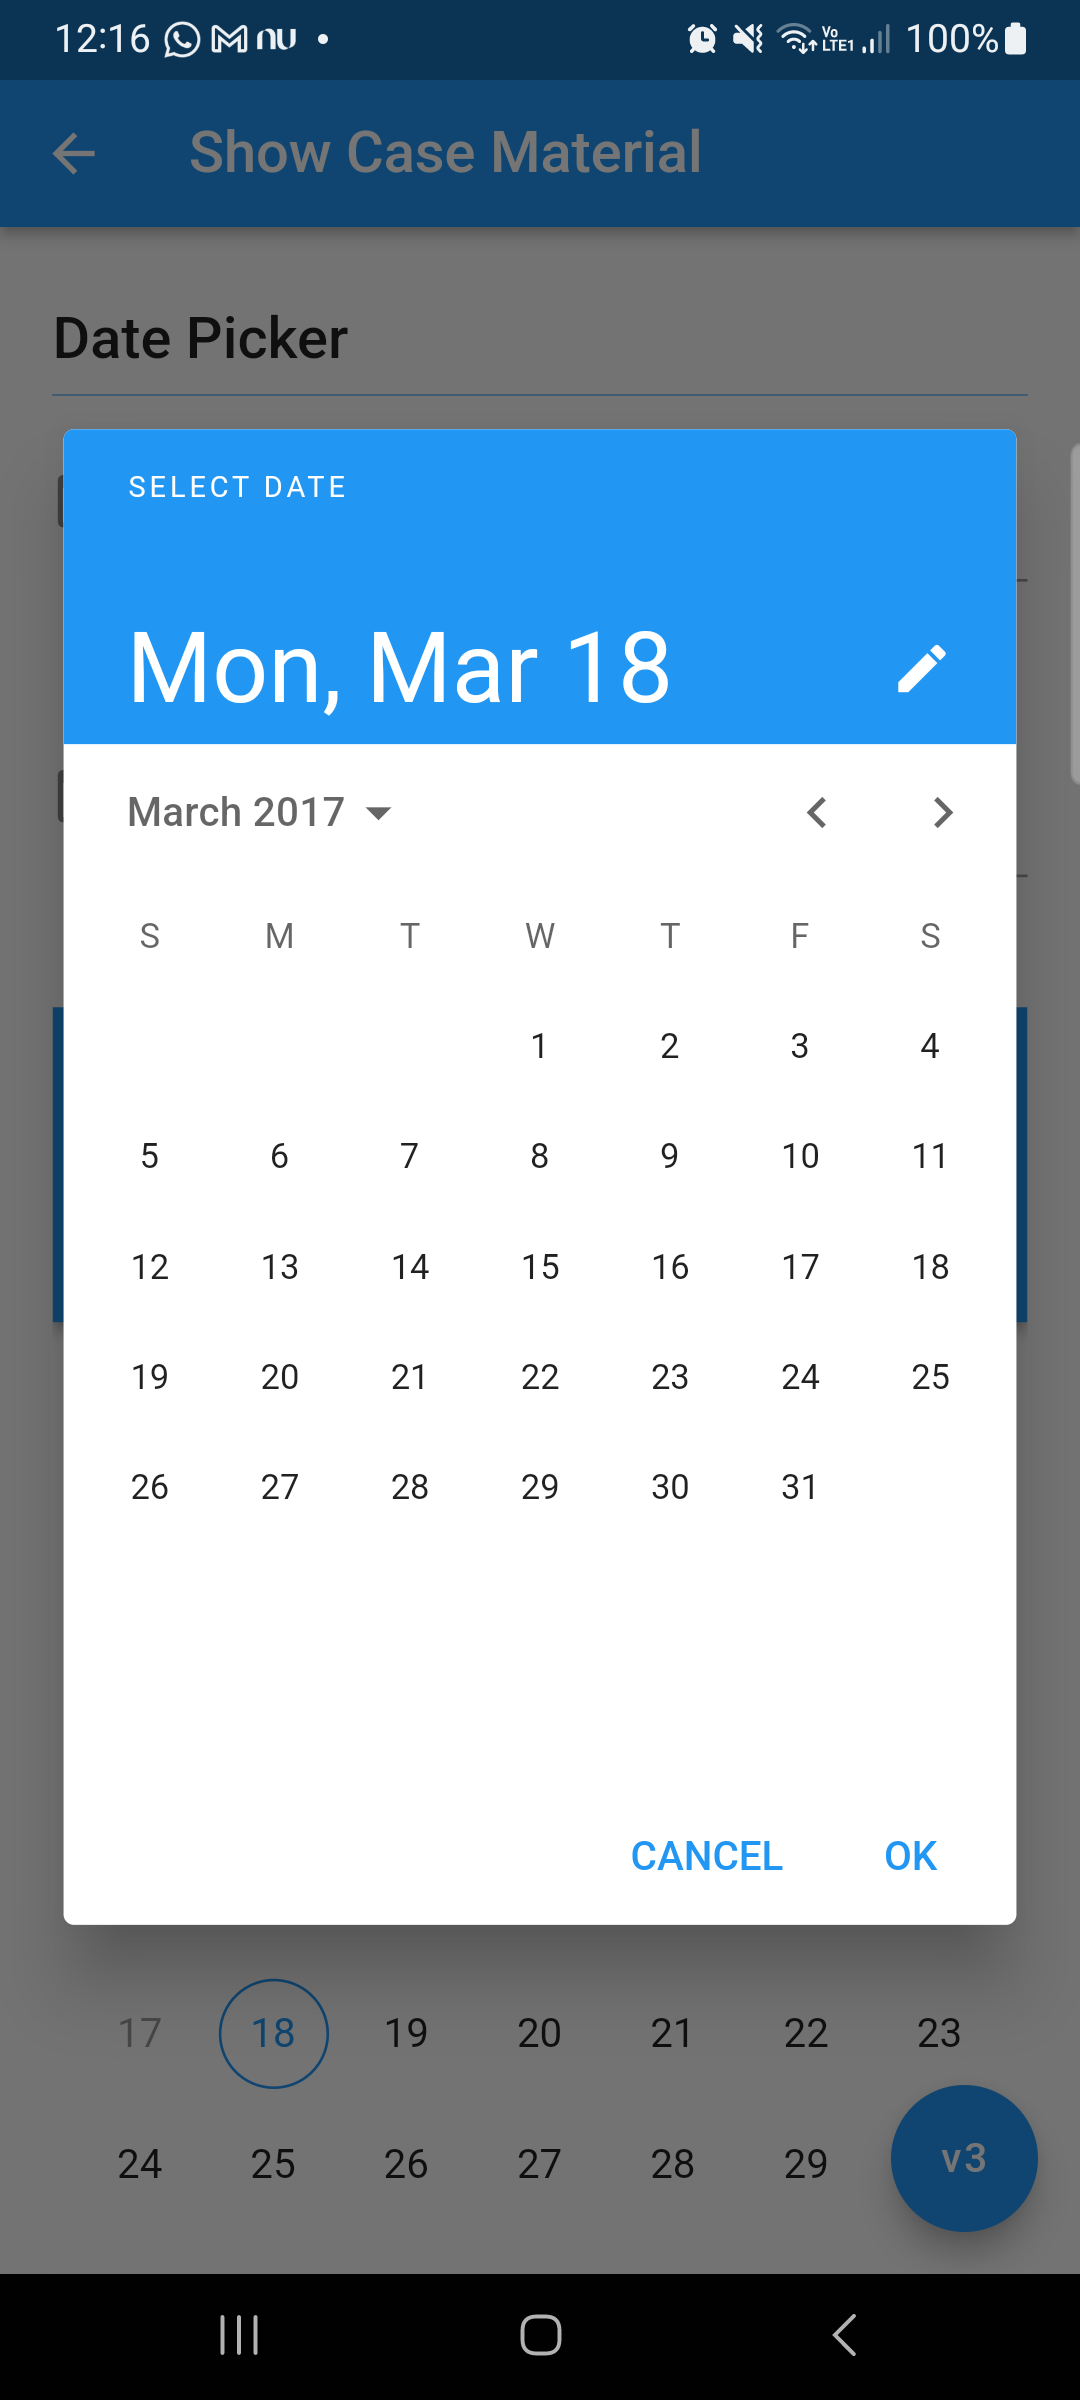 12:16 nu 100%
Vo
LTE1
Show Case Material
Date Picker
SELECT DATE
Mon, Mar 18
March 2017
S M T W T F S
1 2 3 4
5 6 7 8 9 10 11
12 13 14 15 16 17 18
19 20 21 22 23 24 25
26 27 28 29 30 31
CANCEL OK
17 18 19 20 21 22 23
24 25 26 27 28 29
v3